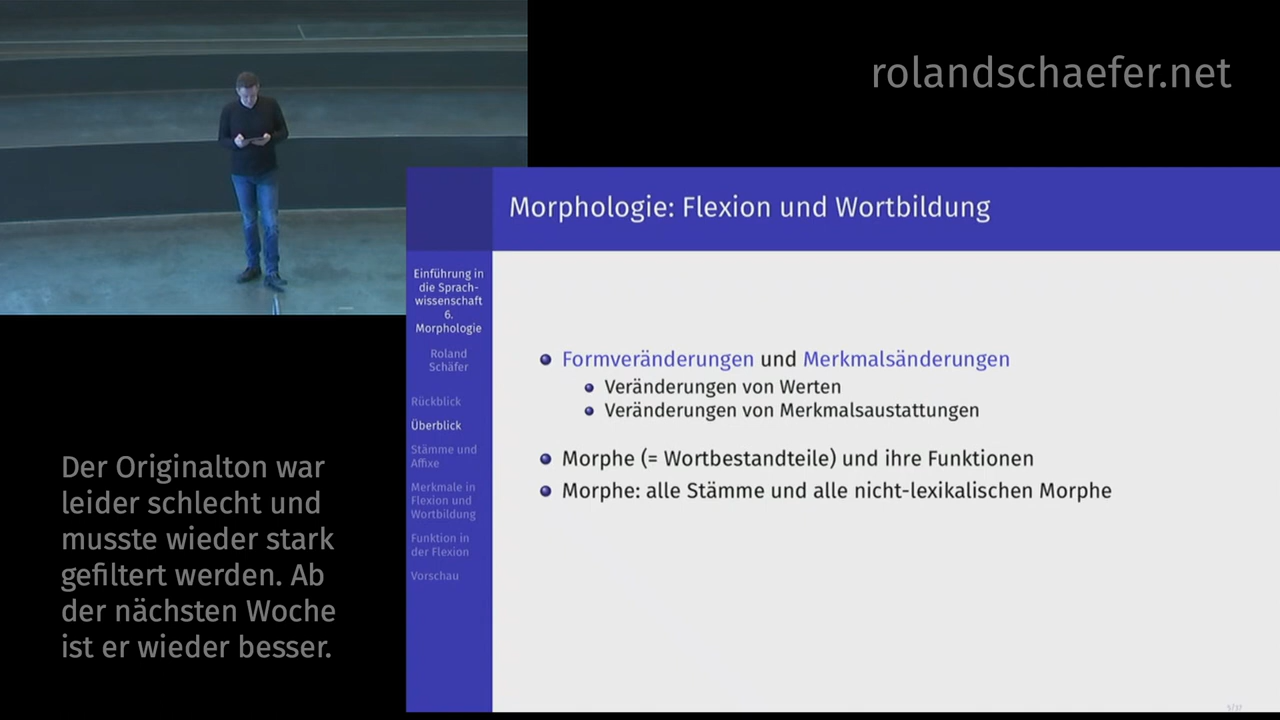 rolandschaefer.net
Morphologie: Flexion und Wortbildung
Einführung in
die Sprach-
wissenschaft
6.
Morphologie
Roland
Schäfer
Rückblick
Überblick
Stämme und
Affixe
Merkmale in
Flexion und
Wortbildung
Funktion in
der Flexion
Vorschau
Formveränderungen und Merkmalsänderungen
Veränderungen von Werten
Veränderungen von Merkmalsaustattungen
Morphe (= Wortbestandteile) und ihre Funktionen
Morphe: alle Stämme und alle nicht-lexikalischen Morphe
5/37
Der Originalton war
leider schlecht und
musste wieder stark
gefiltert werden. Ab
der nächsten Woche
ist er wieder besser.